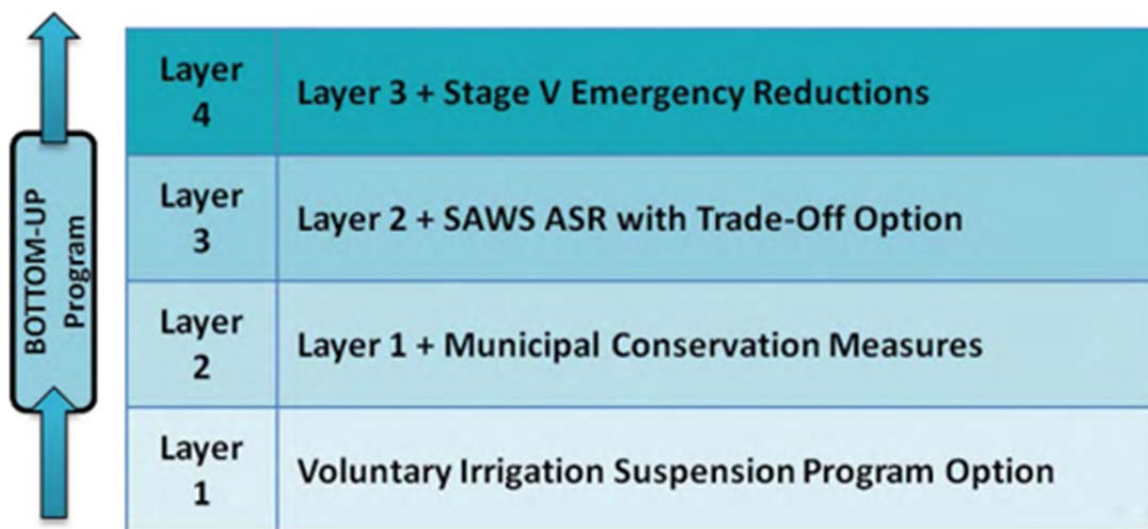 BOTTOM-UP
Program
Layer
4
Layer 3 + Stage V Emergency Reductions
Layer
3
Layer 2 + SAWS ASR with Trade-Off Option
Layer
2
Layer 1 + Municipal Conservation Measures
Layer
1
Voluntary Irrigation Suspension Program Option